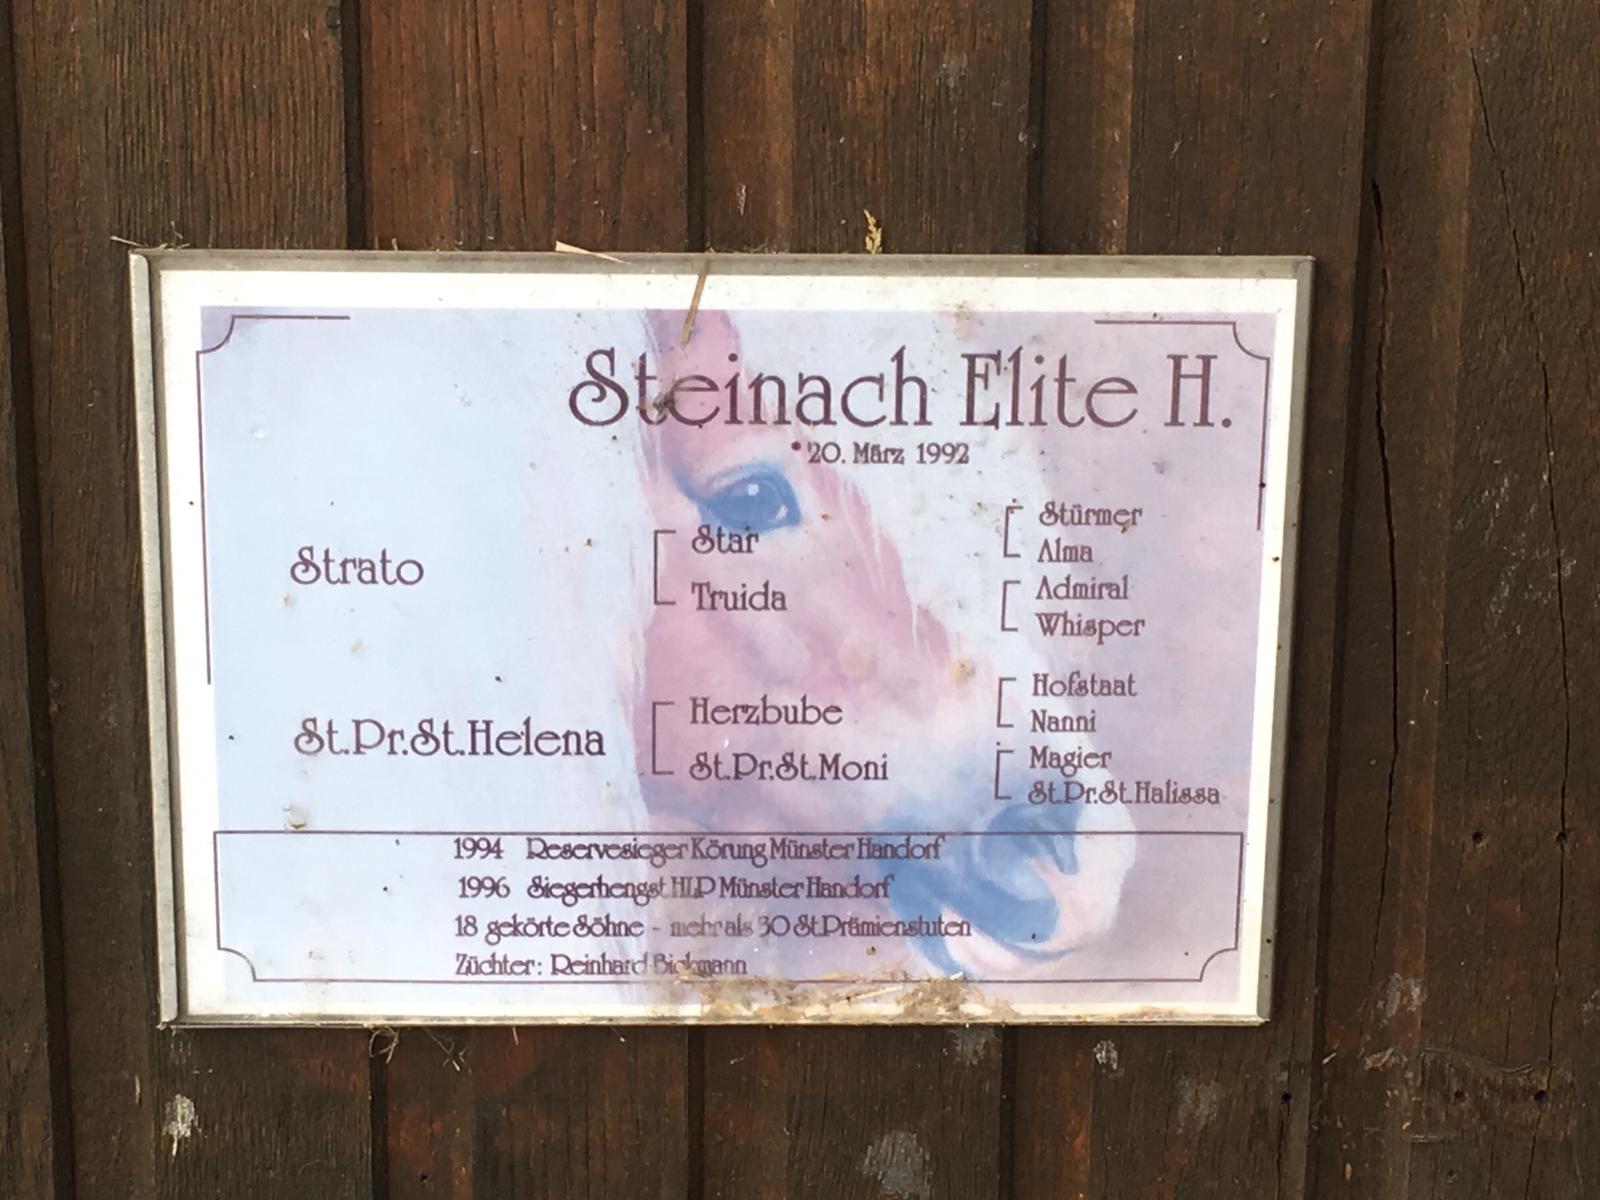 Steinach Elite H.
*20. März 1992
Strato
Star
Truida
Stürmer
Alma
Admiral
Whisper
St.Pr.St.Helena
Herzbube
St.Pr.St.Moni
Hofstaat
Nanni
Magier
St.Pr.St.Halissa
1994 Reservesieger Körung Münster Handorf
1996 Siegerhengst HLP Münster Handorf
18 gekörte Söhne - mehr als 30 St.Prämienstuten
Züchter: Reinhard Bickmann